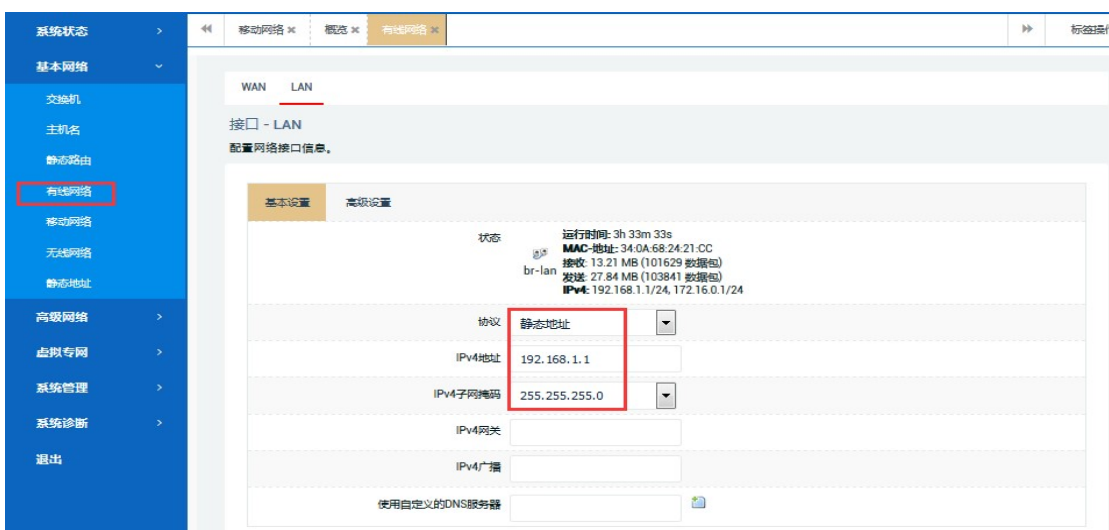 系统状态
基本网络
交换机
主机名
静态路由
有线网络
移动网络
无线网络
静态地址
高级网络
虚拟专网
系统管理
系统诊断
退出
移动网络 概览 有线网络
标签操作
WAN LAN
接口 - LAN
配置网络接口信息。
基本设置 高级设置
状态
br-lan
运行时间: 3h 33m 33s
MAC-地址: 34:0A:68:24:21:CC
接收: 13.21 MB (101629 数据包)
发送: 27.84 MB (103841 数据包)
IPv4: 192.168.1.1/24, 172.16.0.1/24
协议 静态地址
IPv4地址 192.168.1.1
IPv4子网掩码 255.255.255.0
IPv4网关
IPv4广播
使用自定义的DNS服务器